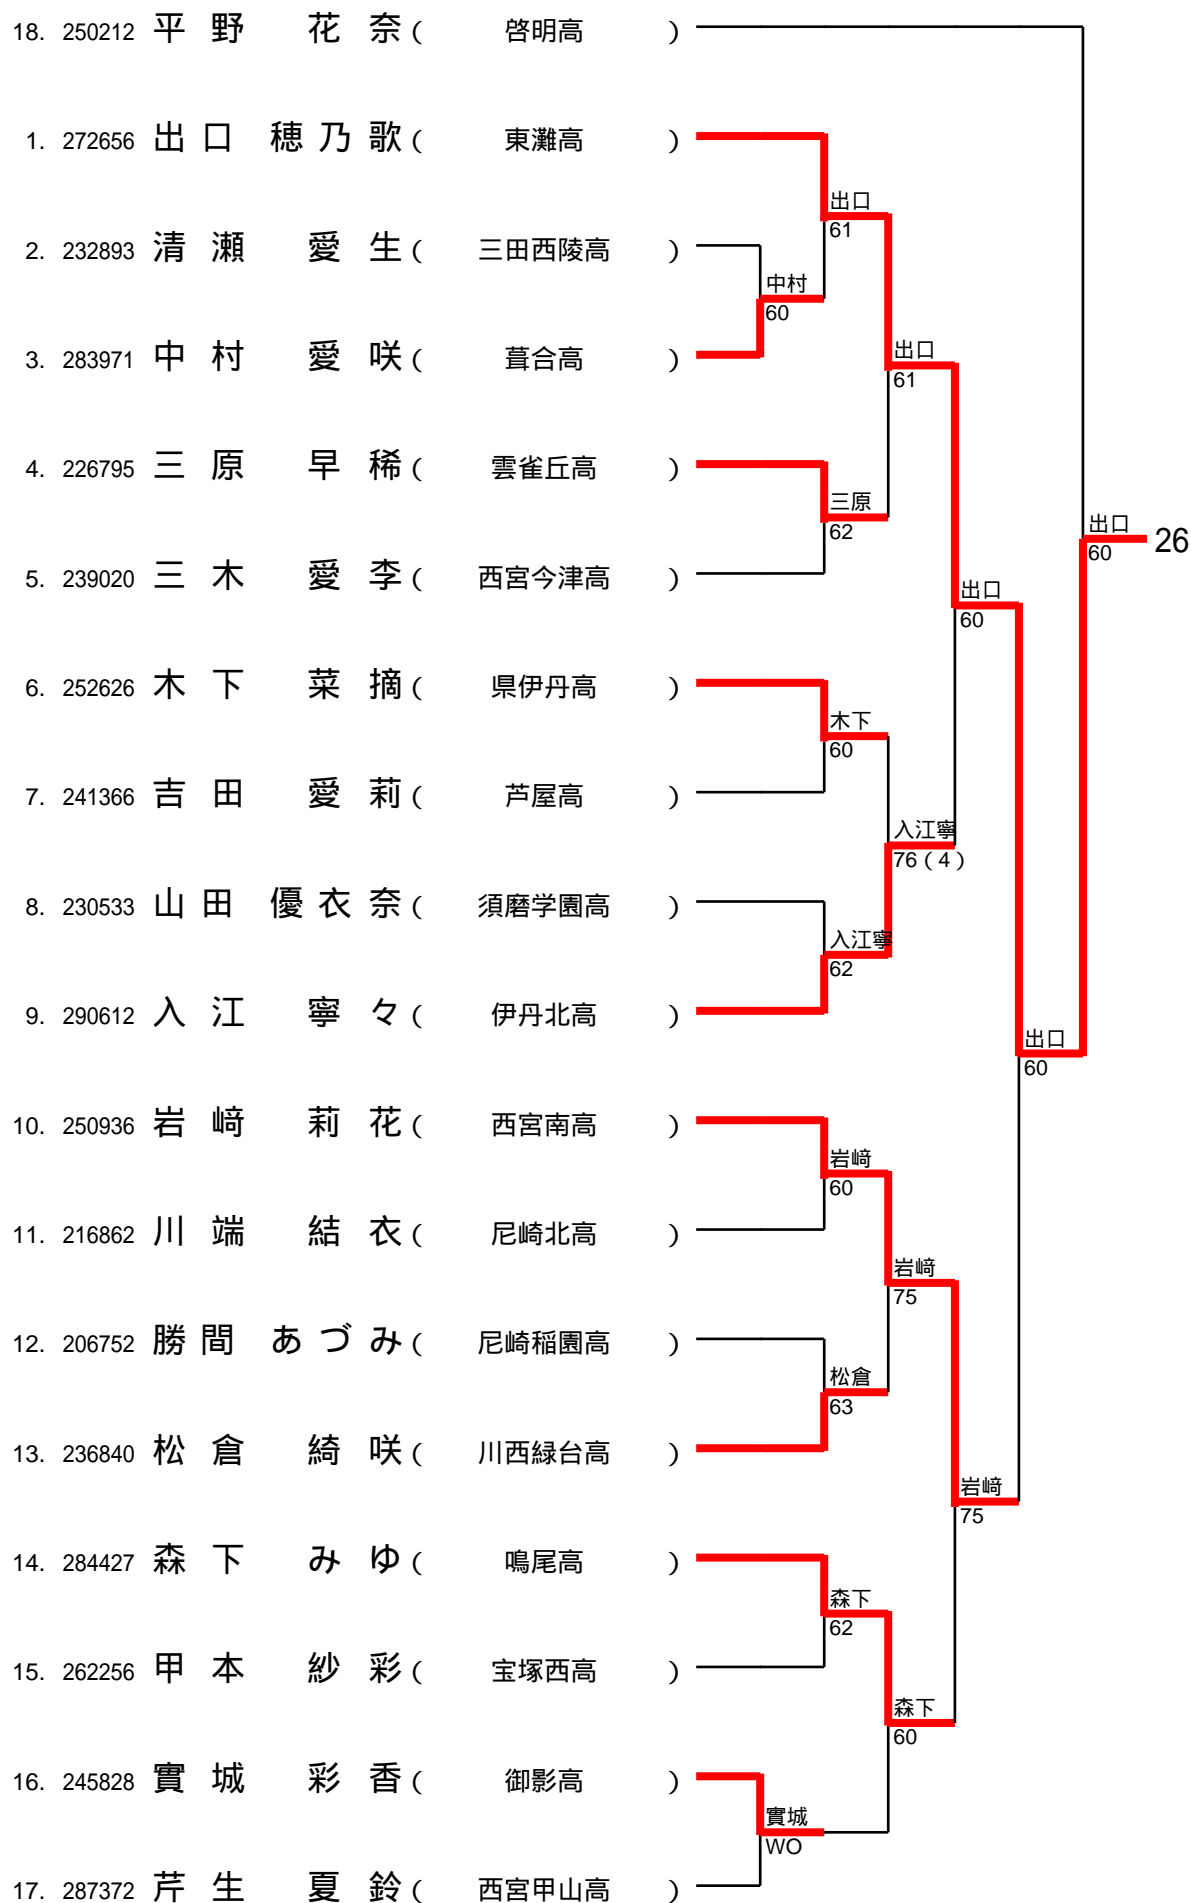 18. 250212 平野 花奈 ( 啓明高 )
1. 272656 出口 穂乃歌 ( 東灘高 )
出口
61
2. 232893 清瀬 愛生 ( 三田西陵高 )
中村
60
3. 283971 中村 愛咲 ( 葺合高 )
出口
61
4. 226795 三原 早稀 ( 雲雀丘高 )
三原
62
出口
60 26
5. 239020 三木 愛李 ( 西宮今津高 )
出口
60
6. 252626 木下 菜摘 ( 県伊丹高 )
木下
60
7. 241366 吉田 愛莉 ( 芦屋高 )
入江寧
76(4)
8. 230533 山田 優衣奈 ( 須磨学園高 )
入江寧
62
9. 290612 入江 寧々 ( 伊丹北高 )
出口
60
10. 250936 岩﨑 莉花 ( 西宮南高 )
岩﨑
60
11. 216862 川端 結衣 ( 尼崎北高 )
岩﨑
75
12. 206752 勝間 あづみ ( 尼崎稲園高 )
松倉
63
13. 236840 松倉 綺咲 ( 川西緑台高 )
岩﨑
75
14. 284427 森下 みゆ ( 鳴尾高 )
森下
62
15. 262256 甲本 紗彩 ( 宝塚西高 )
森下
60
16. 245828 實城 彩香 ( 御影高 )
實城
WO
17. 287372 芹生 夏鈴 ( 西宮甲山高 )